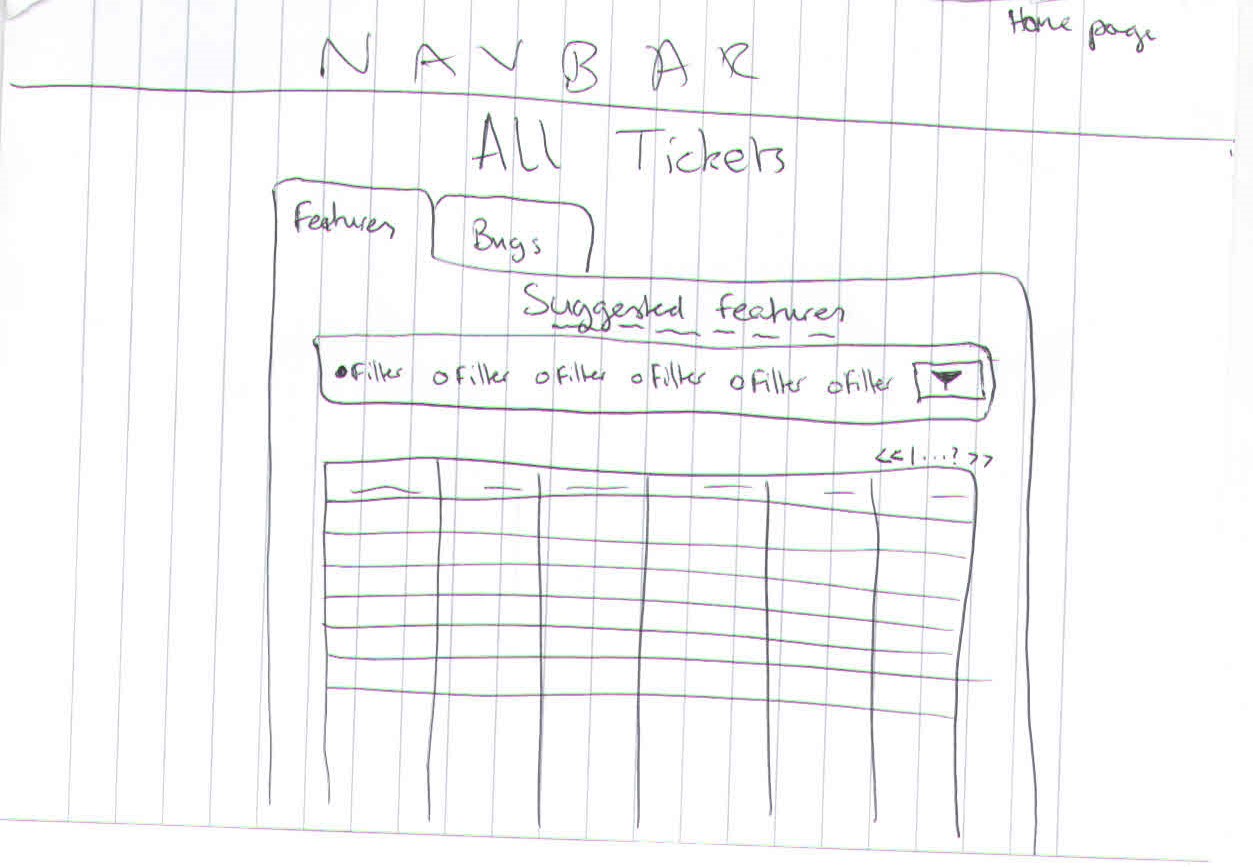 Home page
NAVBAR
All Tickets
Features
Bugs
Suggested features
Filter Filter Filter Filter Filter Filter
<<1...?>>